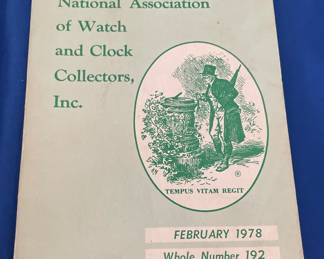 National Association
of Watch
and Clock
Collectors,
Inc.
TEMPUS VITAM REGIT
®
FEBRUARY 1978
Whole Number 192